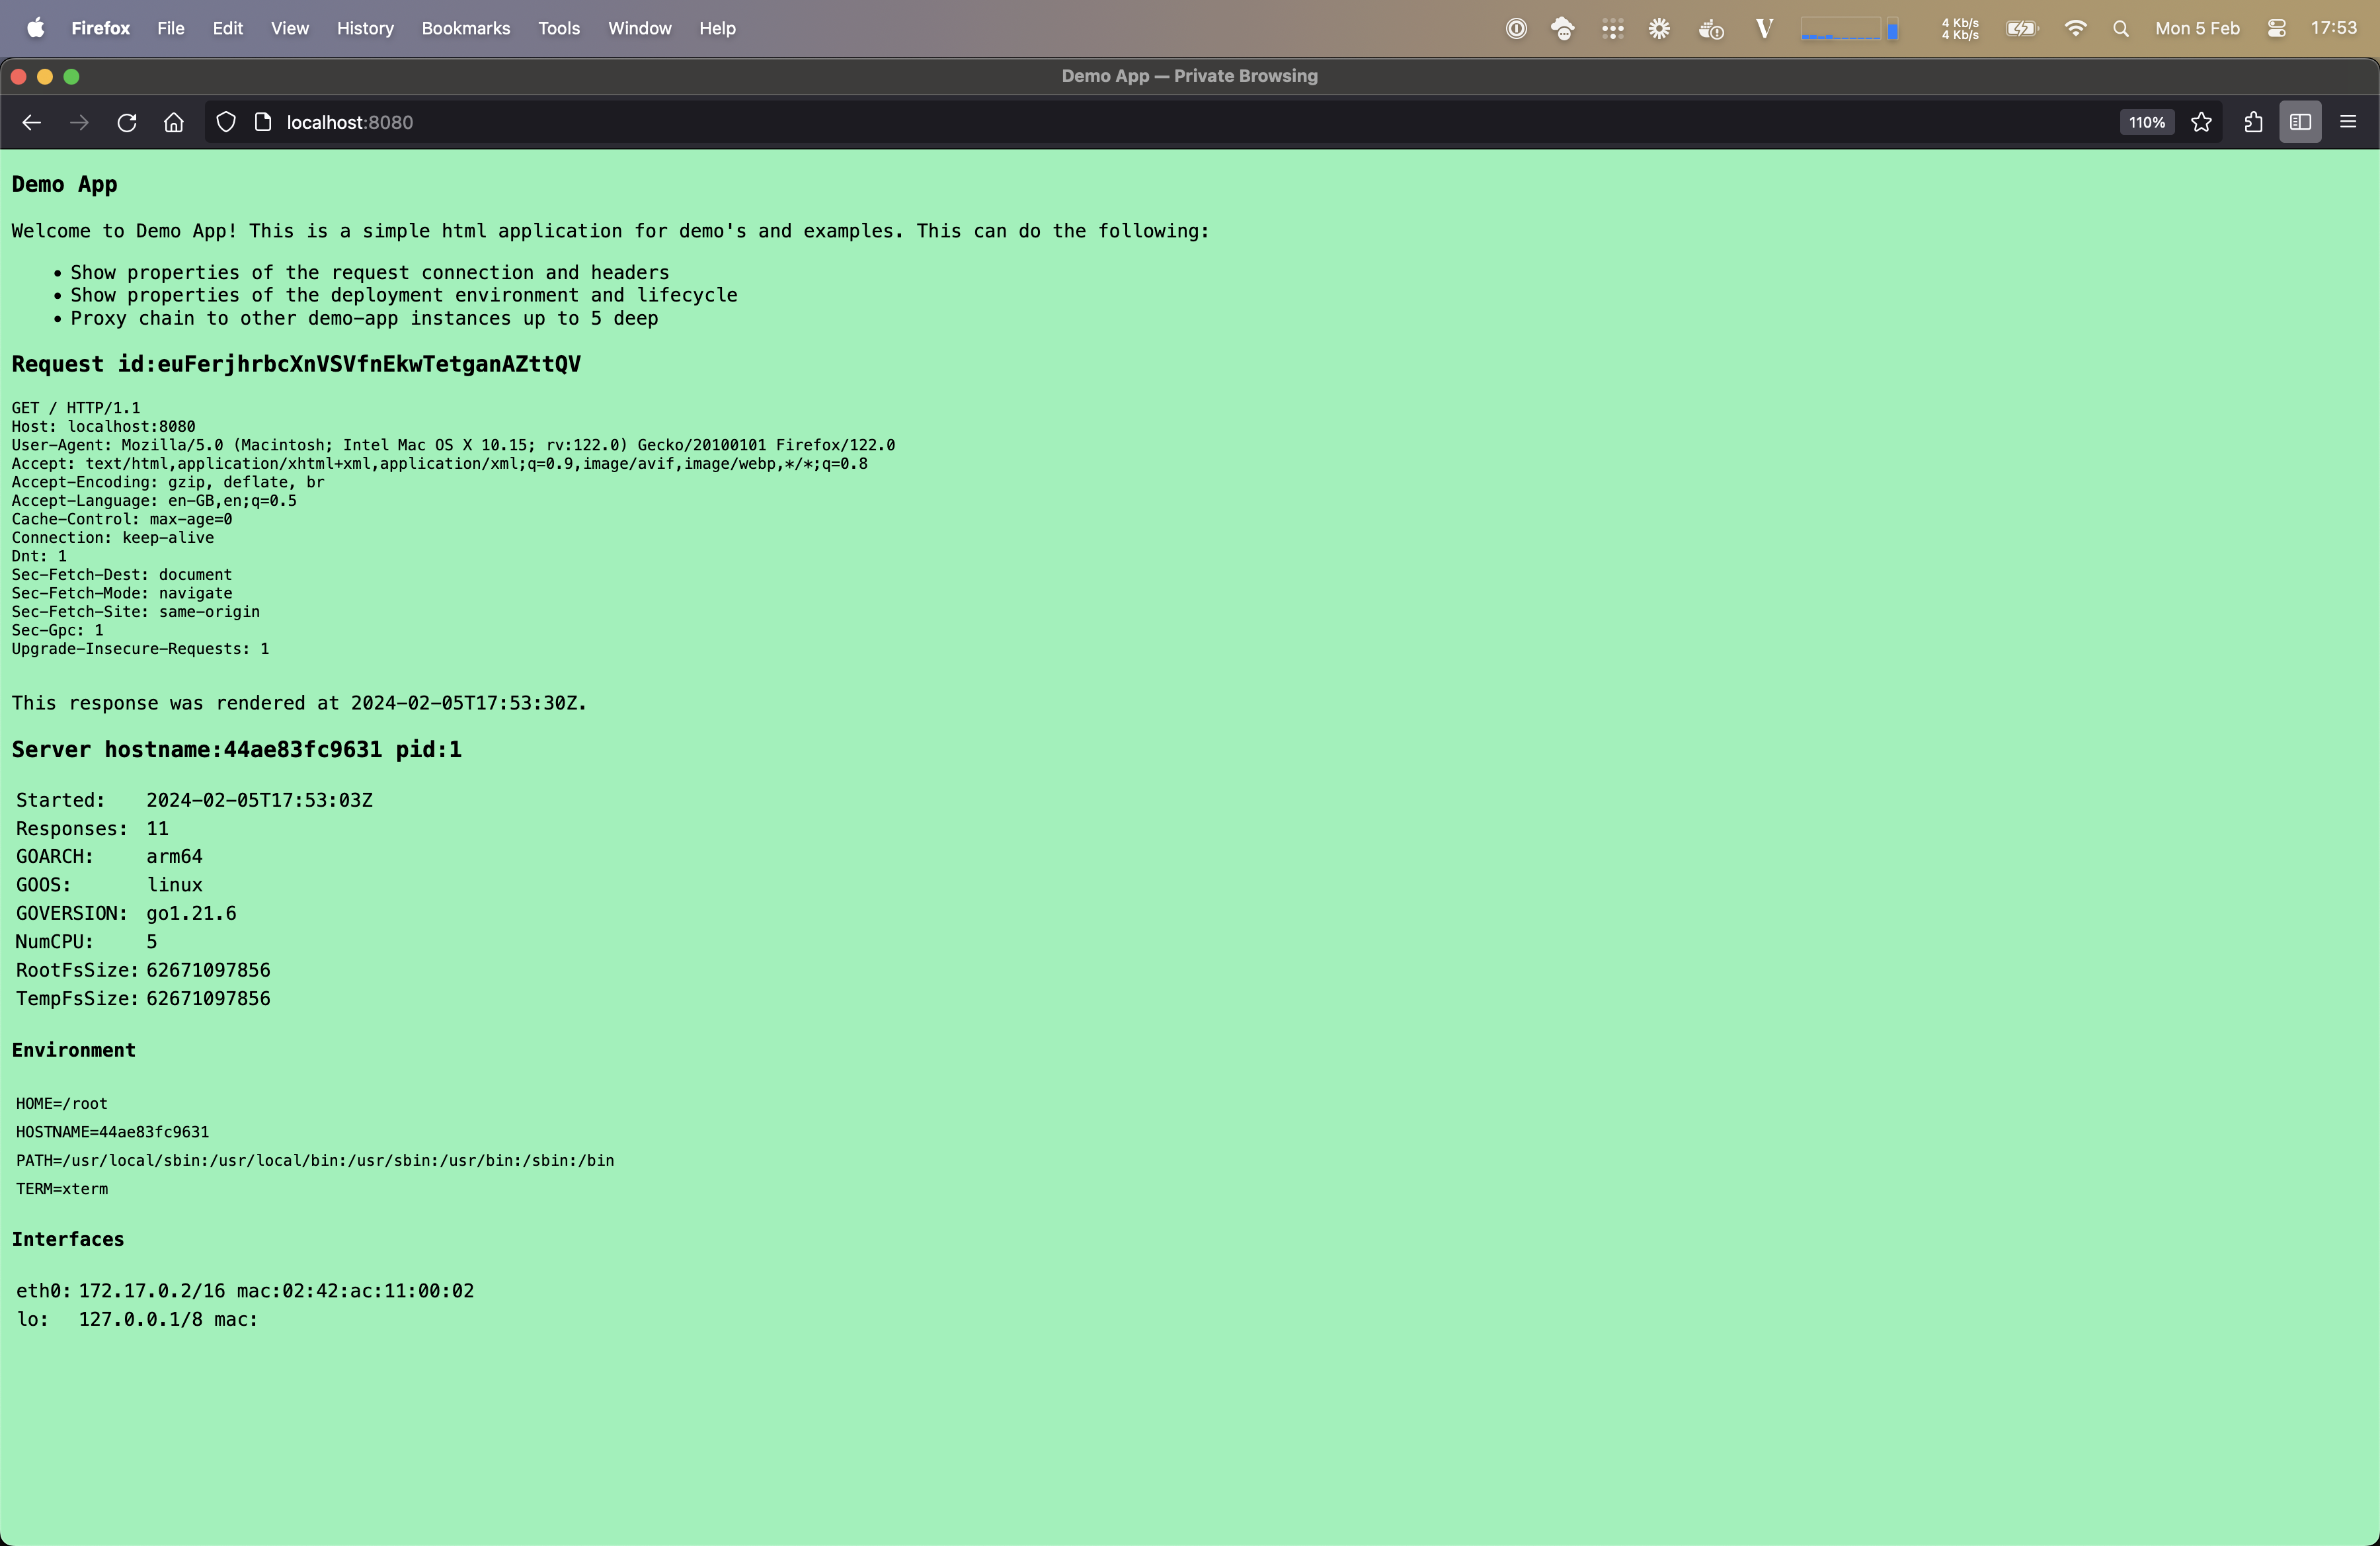 Firefox File Edit View History Bookmarks Tools Window Help V 4 Kb/s 4 Kb/s Mon 5 Feb 17:53
Demo App — Private Browsing
localhost:8080 110%
Demo App
Welcome to Demo App! This is a simple html application for demo's and examples. This can do the following:
• Show properties of the request connection and headers
• Show properties of the deployment environment and lifecycle
• Proxy chain to other demo-app instances up to 5 deep
Request id:euFerjhrbcXnVSVfnEkwTetganAZttQV
GET / HTTP/1.1
Host: localhost:8080
User-Agent: Mozilla/5.0 (Macintosh; Intel Mac OS X 10.15; rv:122.0) Gecko/20100101 Firefox/122.0
Accept: text/html,application/xhtml+xml,application/xml;q=0.9,image/avif,image/webp,*/*;q=0.8
Accept-Encoding: gzip, deflate, br
Accept-Language: en-GB,en;q=0.5
Cache-Control: max-age=0
Connection: keep-alive
Dnt: 1
Sec-Fetch-Dest: document
Sec-Fetch-Mode: navigate
Sec-Fetch-Site: same-origin
Sec-Gpc: 1
Upgrade-Insecure-Requests: 1
This response was rendered at 2024-02-05T17:53:30Z.
Server hostname:44ae83fc9631 pid:1
Started: 2024-02-05T17:53:03Z
Responses: 11
GOARCH: arm64
GOOS: linux
GOVERSION: go1.21.6
NumCPU: 5
RootFsSize: 62671097856
TempFsSize: 62671097856
Environment
HOME=/root
HOSTNAME=44ae83fc9631
PATH=/usr/local/sbin:/usr/local/bin:/usr/sbin:/usr/bin:/sbin:/bin
TERM=xterm
Interfaces
eth0: 172.17.0.2/16 mac:02:42:ac:11:00:02
lo: 127.0.0.1/8 mac: